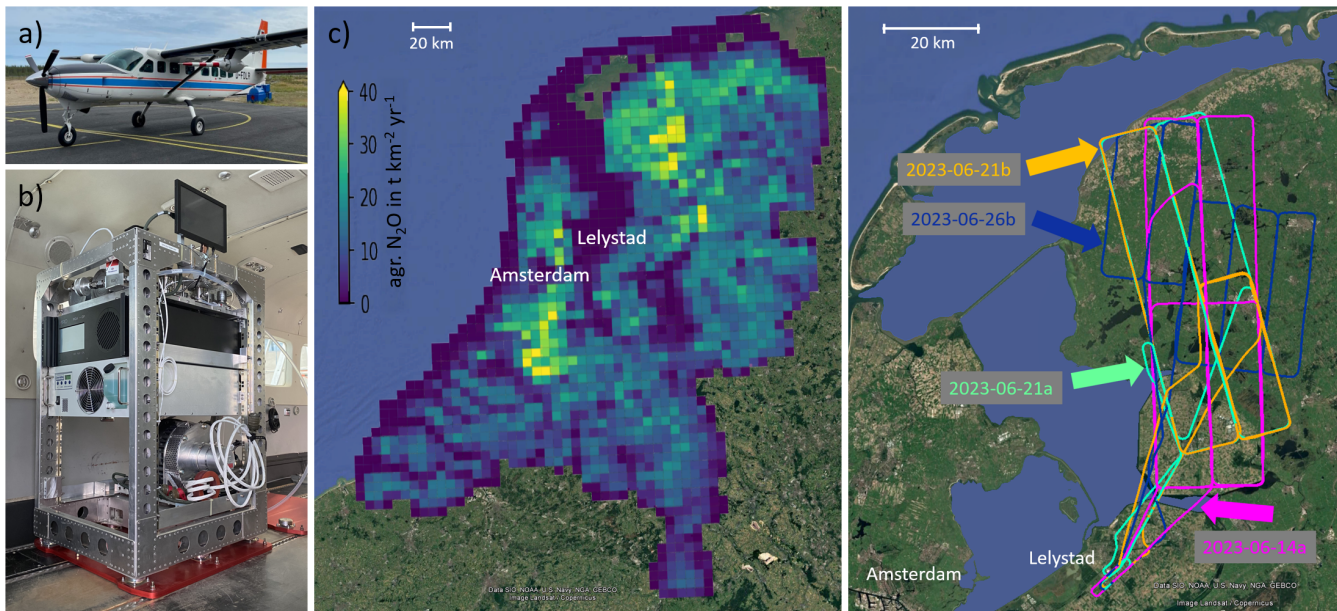 a)
b)
c)
20 km
40
30
20
10
0
agr. N₂O in t km⁻² yr⁻¹
Lelystad
Amsterdam
Data SIO, NOAA, U.S. Navy, NGA, GEBCO
Image Landsat / Copernicus
20 km
2023-06-21b
2023-06-26b
2023-06-21a
2023-06-14a
Lelystad
Amsterdam
Data SIO, NOAA, U.S. Navy, NGA, GEBCO
Image Landsat / Copernicus